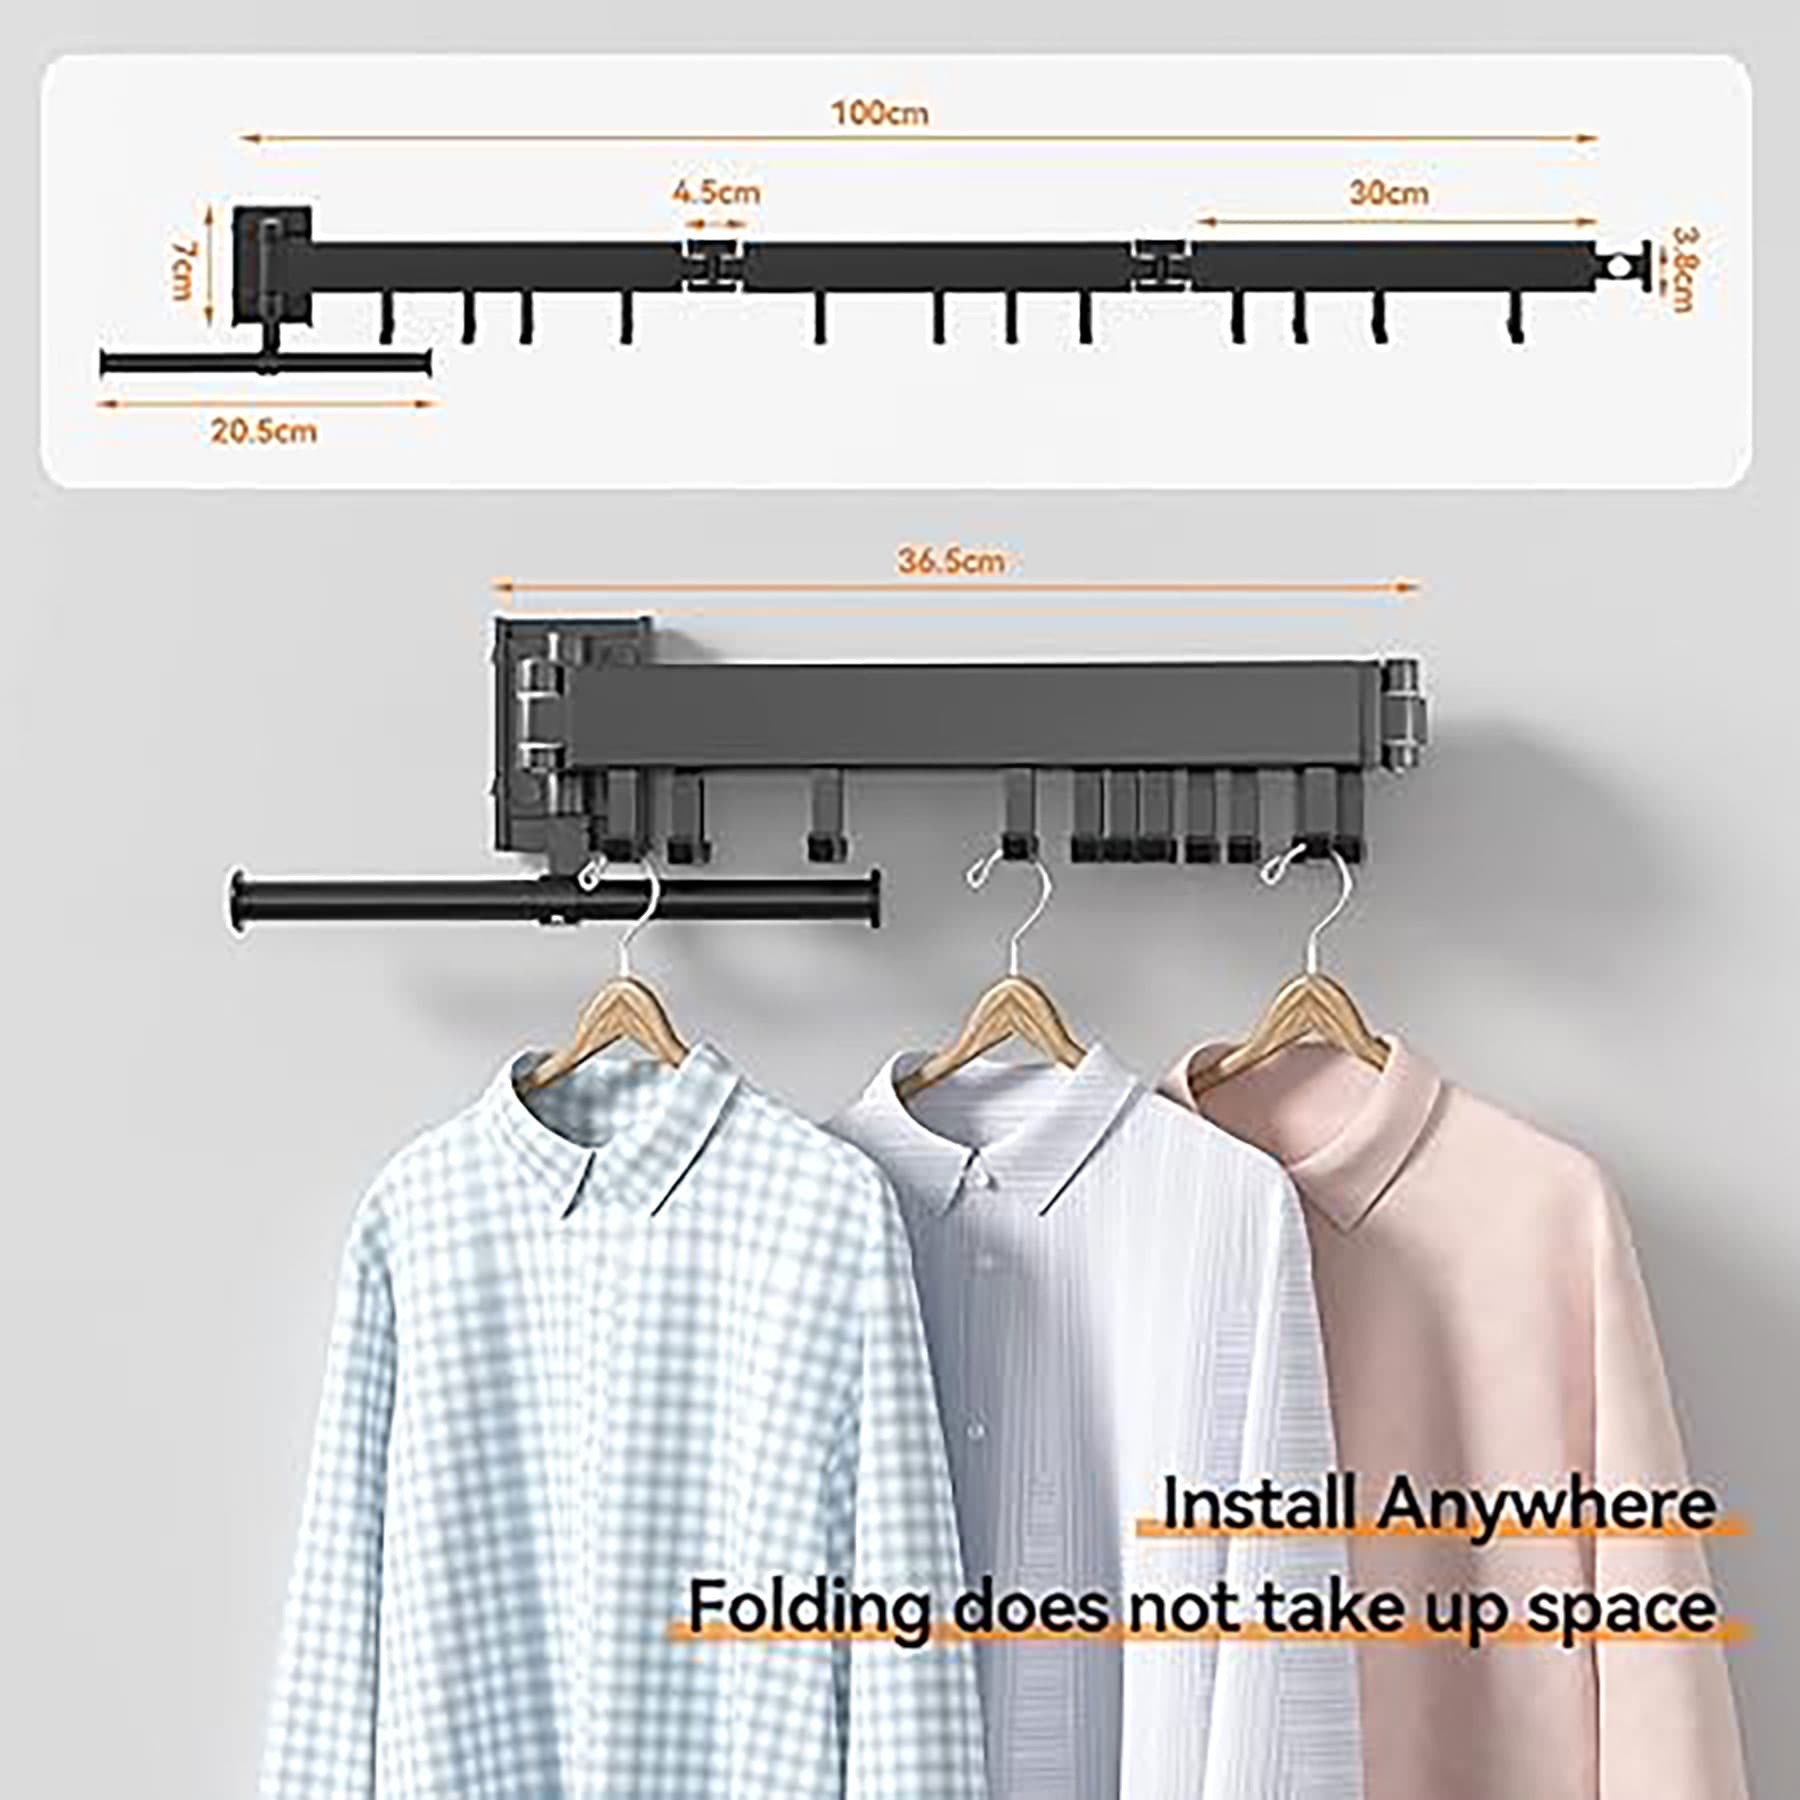 100cm
4.5cm
30cm
7cm
3.8cm
20.5cm
36.5cm
Install Anywhere
Folding does not take up space